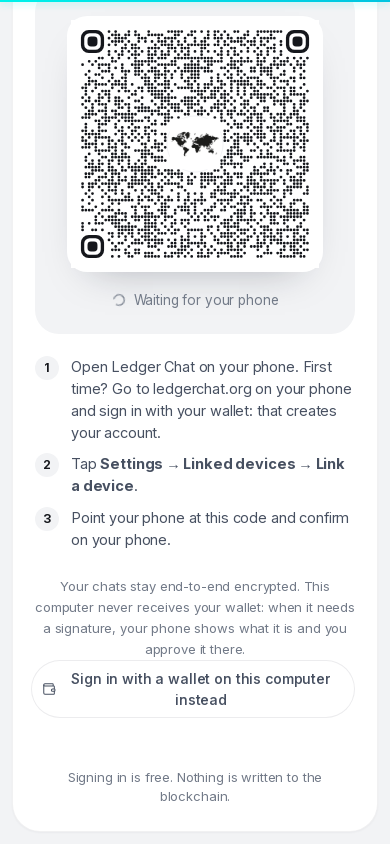 Waiting for your phone
1
Open Ledger Chat on your phone. First
time? Go to ledgerchat.org on your phone
and sign in with your wallet: that creates
your account.
2
Tap Settings → Linked devices → Link
a device.
3
Point your phone at this code and confirm
on your phone.
Your chats stay end-to-end encrypted. This
computer never receives your wallet: when it needs
a signature, your phone shows what it is and you
approve it there.
Sign in with a wallet on this computer
instead
Signing in is free. Nothing is written to the
blockchain.